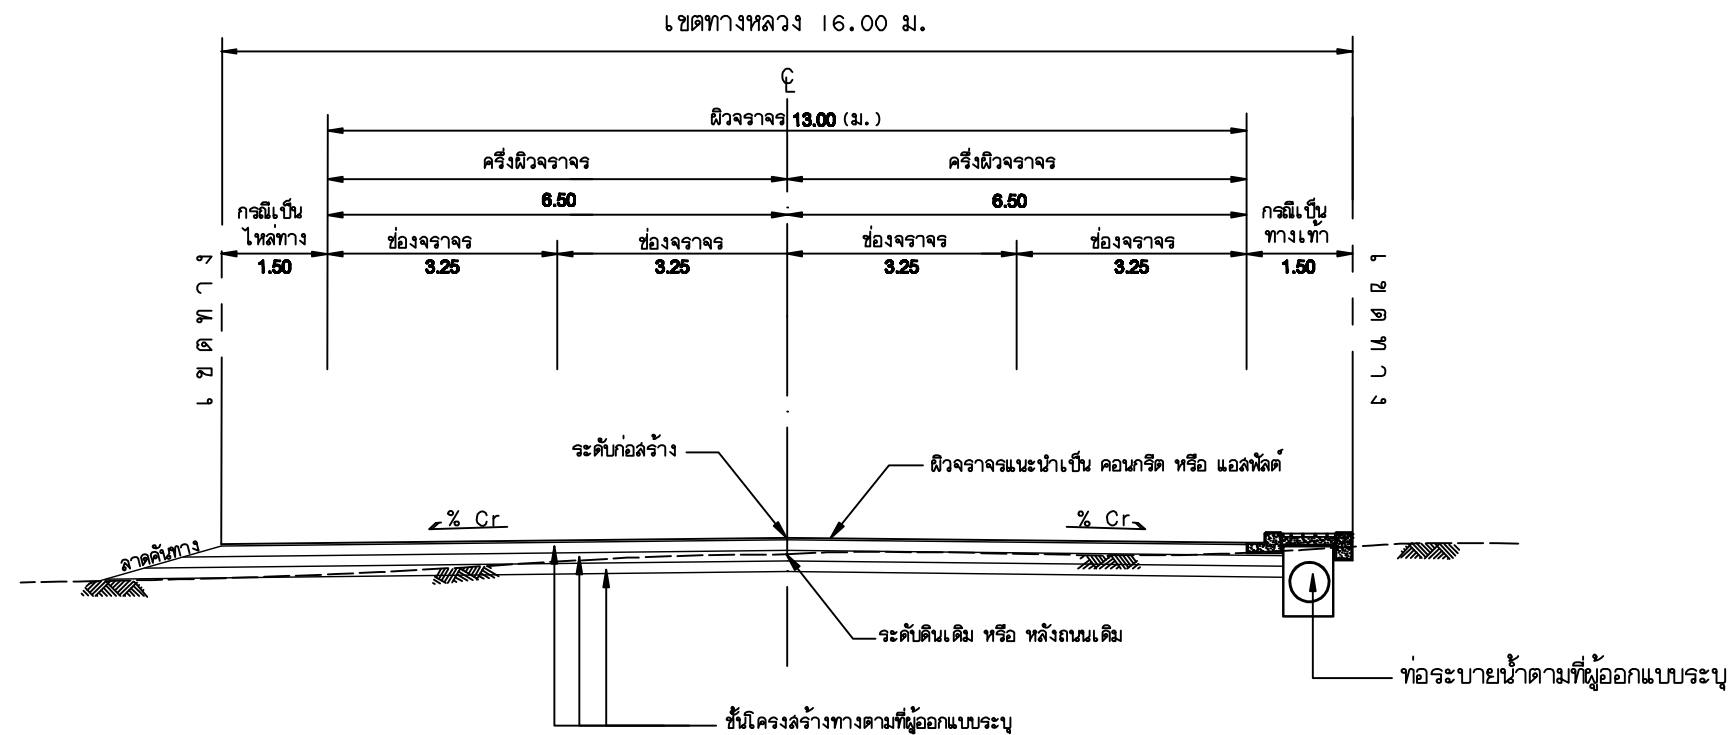 เขตทางหลวง 16.00 ม.
℄
ผิวจราจร 13.00 (ม.)
ครึ่งผิวจราจร
ครึ่งผิวจราจร
6.50
6.50
กรณีเป็น
ไหล่ทาง
1.50
ช่องจราจร
3.25
ช่องจราจร
3.25
ช่องจราจร
3.25
ช่องจราจร
3.25
กรณีเป็น
ทางเท้า
1.50
เขตทาง
เขตทาง
ระดับก่อสร้าง
ผิวจราจรแนะนำเป็น คอนกรีต หรือ แอสฟัลต์
% Cr
% Cr
ลาดคันทาง
ระดับดินเดิม หรือ หลังถนนเดิม
ท่อระบายน้ำตามที่ผู้ออกแบบระบุ
ชั้นโครงสร้างทางตามที่ผู้ออกแบบระบุ